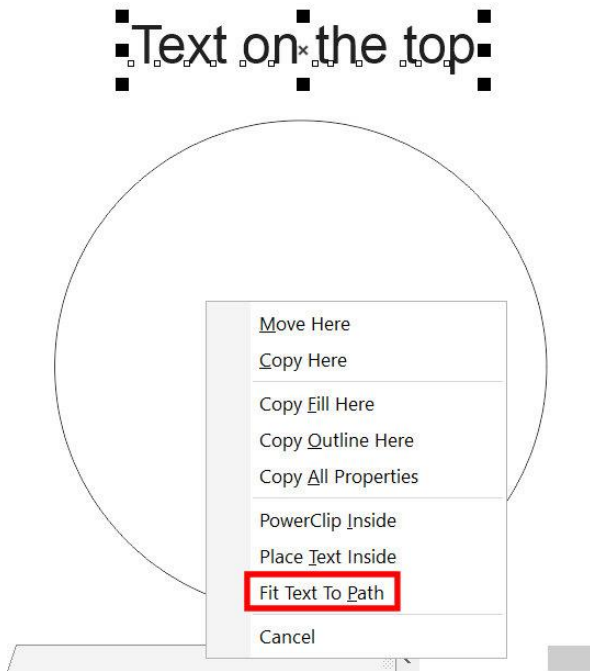 Text on the top
Move Here
Copy Here
Copy Fill Here
Copy Outline Here
Copy All Properties
PowerClip Inside
Place Text Inside
Fit Text To Path
Cancel